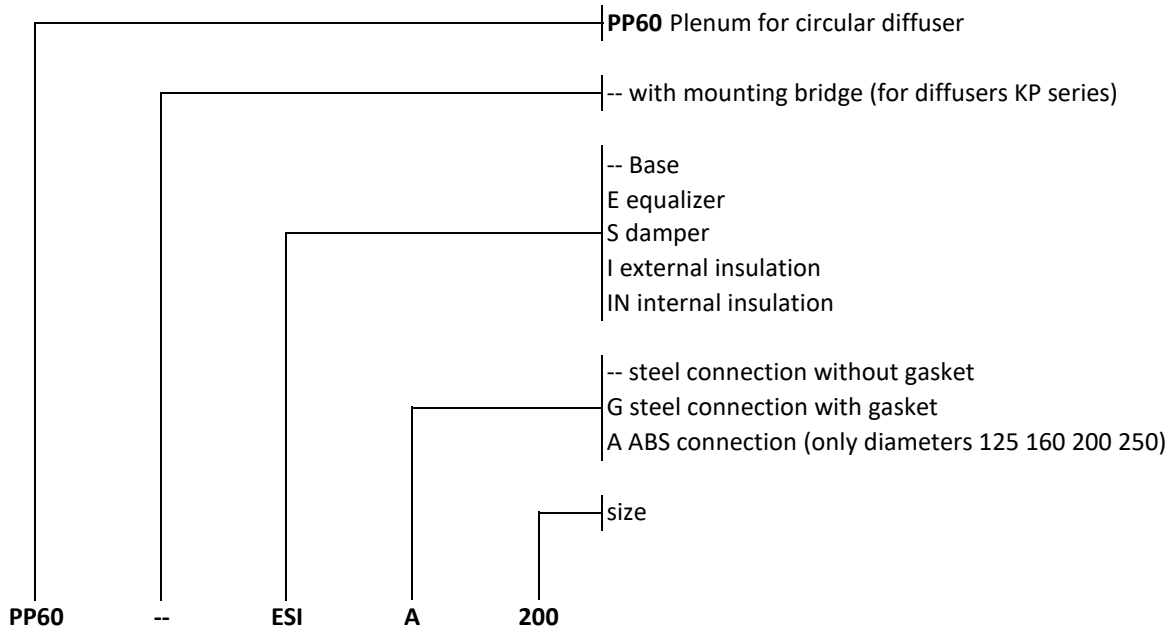 PP60 Plenum for circular diffuser
-- with mounting bridge (for diffusers KP series)
-- Base
E equalizer
S damper
I external insulation
IN internal insulation
-- steel connection without gasket
G steel connection with gasket
A ABS connection (only diameters 125 160 200 250)
size
PP60 -- ESI A 200